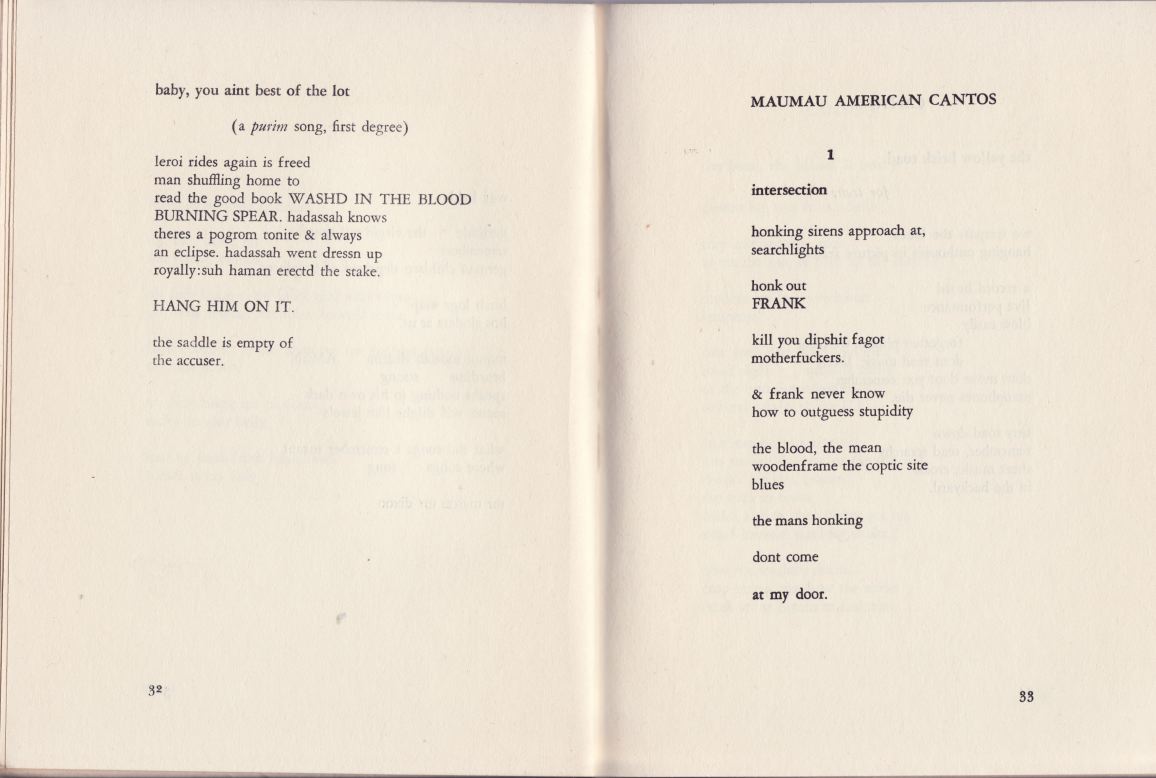 baby, you aint best of the lot
(a purim song, first degree)
leroi rides again is freed
man shuffling home to
read the good book WASHD IN THE BLOOD
BURNING SPEAR. hadassah knows
theres a pogrom tonite & always
an eclipse. hadassah went dressn up
royally:suh haman erectd the stake.
HANG HIM ON IT.
the saddle is empty of
the accuser.
32
MAUMAU AMERICAN CANTOS
1
intersection
honking sirens approach at,
searchlights
honk out
FRANK
kill you dipshit fagot
motherfuckers.
& frank never know
how to outguess stupidity
the blood, the mean
woodenframe the coptic site
blues
the mans honking
dont come
at my door.
33